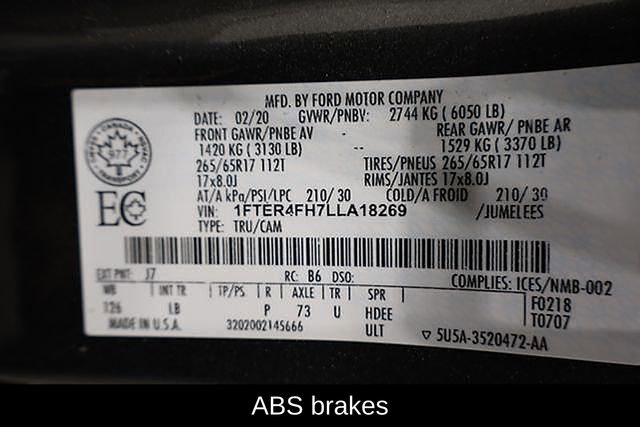 MFD. BY FORD MOTOR COMPANY
DATE: 02/20 GVWR/PNBV: 2744 KG ( 6050 LB)
FRONT GAWR/PNBE AV - REAR GAWR/ PNBE AR
1420 KG ( 3130 LB) -- 1529 KG ( 3370 LB)
265/65R17 112T TIRES/PNEUS 265/65R17 112T
17x8.0J RIMS/JANTES 17x8.0J
AT/A kPa/PSI/LPC 210/ 30 COLD/A FROID 210/ 30
VIN: 1FTER4FH7LLA18269 /JUMELEES
TYPE: TRU/CAM
977
CANADA
TRANSPORT
EC
EXT PNT: J7 RC: B6 DSO: COMPLIES: ICES/NMB-002
WB INT TR TP/PS R AXLE TR SPR F0218
126 LB P 73 U HDEE T0707
MADE IN U.S.A. 3202002145666 ULT ▽ 5U5A-3520472-AA
ABS brakes